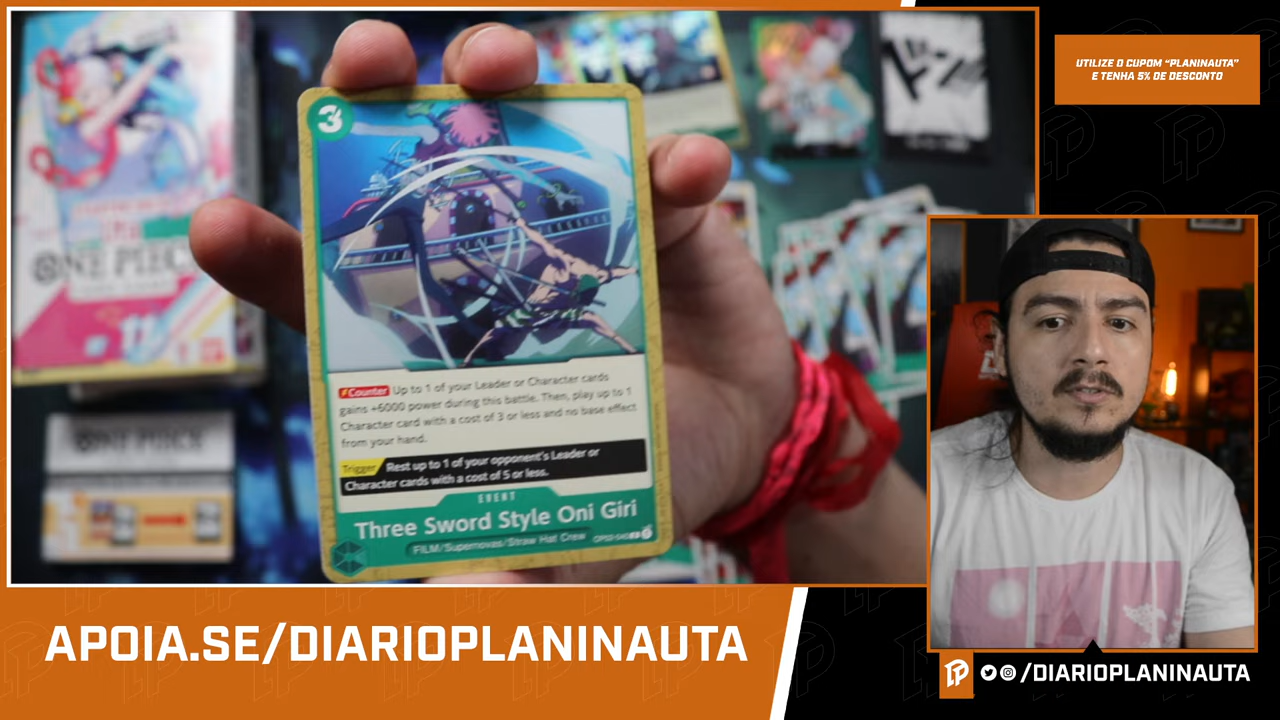 UTILIZE O CUPOM "PLANINAUTA"
E TENHA 5% DE DESCONTO
3
ONE PIECE
Counter Up to 1 of your Leader or Character cards
gains +6000 power during this battle. Then, play up to 1
Character card with a cost of 3 or less and no base effect
from your hand.
Trigger Rest up to 1 of your opponent's Leader or
Character cards with a cost of 5 or less.
EVENT
Three Sword Style Oni Giri
FILM/Supernovas/Straw Hat Crew
ONE PIECE
APOIA.SE/DIARIOPLANINAUTA
/DIARIOPLANINAUTA